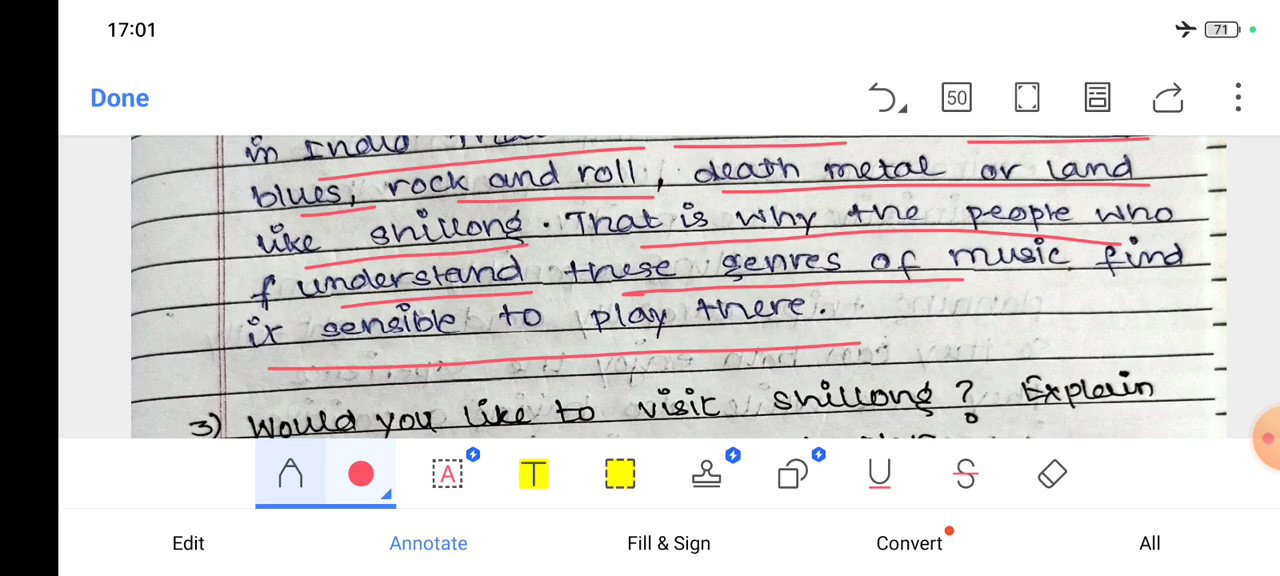 17:01
71
Done
50
in India
blues, rock and roll, death metal or land
like shillong. That is why the people who
f understand these genres of music find
it sensible to play there.
3) Would you like to visit shillong? Explain
A
T
U
S
Edit
Annotate
Fill & Sign
Convert
All